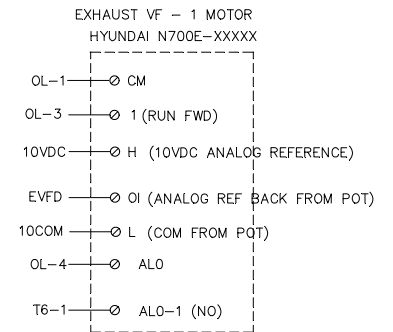 EXHAUST VF - 1 MOTOR
HYUNDAI N700E-XXXXX
OL-1 CM
OL-3 1 (RUN FWD)
10VDC H (10VDC ANALOG REFERENCE)
EVFD OI (ANALOG REF BACK FROM POT)
10COM L (COM FROM POT)
OL-4 AL0
T6-1 AL0-1 (NO)